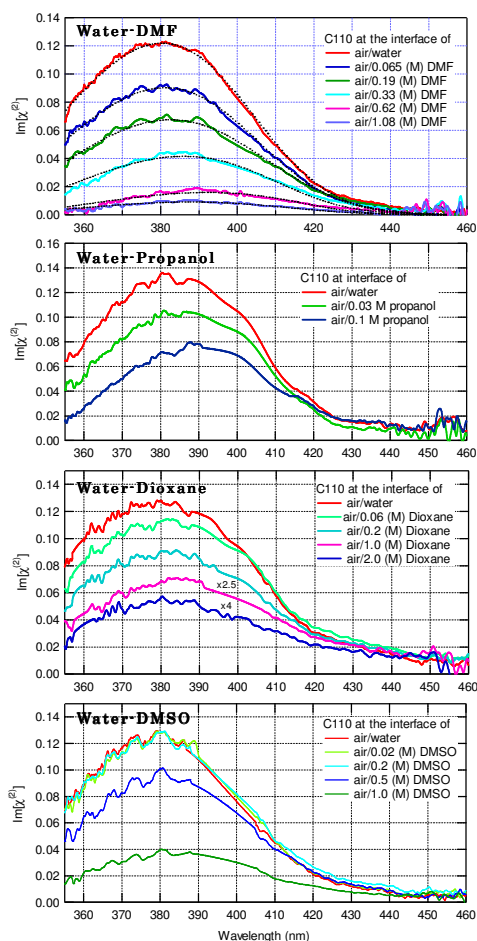 Water-DMF
C110 at the interface of
air/water
air/0.065 (M) DMF
air/0.19 (M) DMF
air/0.33 (M) DMF
air/0.62 (M) DMF
air/1.08 (M) DMF
Im[χ(2)]
0.14
0.12
0.10
0.08
0.06
0.04
0.02
0.00
360 370 380 390 400 410 420 430 440 450 460
Water-Propanol
C110 at interface of
air/water
air/0.03 M propanol
air/0.1 M propanol
Im[χ(2)]
0.16
0.14
0.12
0.10
0.08
0.06
0.04
0.02
0.00
360 370 380 390 400 410 420 430 440 450 460
Water-Dioxane
C110 at the interface of
air/water
air/0.06 (M) Dioxane
air/0.2 (M) Dioxane
air/1.0 (M) Dioxane
air/2.0 (M) Dioxane
x2.5
x4
Im[χ(2)]
0.14
0.12
0.10
0.08
0.06
0.04
0.02
0.00
360 370 380 390 400 410 420 430 440 450 460
Water-DMSO
C110 at the interface of
air/water
air/0.02 (M) DMSO
air/0.2 (M) DMSO
air/0.5 (M) DMSO
air/1.0 (M) DMSO
Im[χ(2)]
0.14
0.12
0.10
0.08
0.06
0.04
0.02
0.00
360 370 380 390 400 410 420 430 440 450 460
Wavelength (nm)